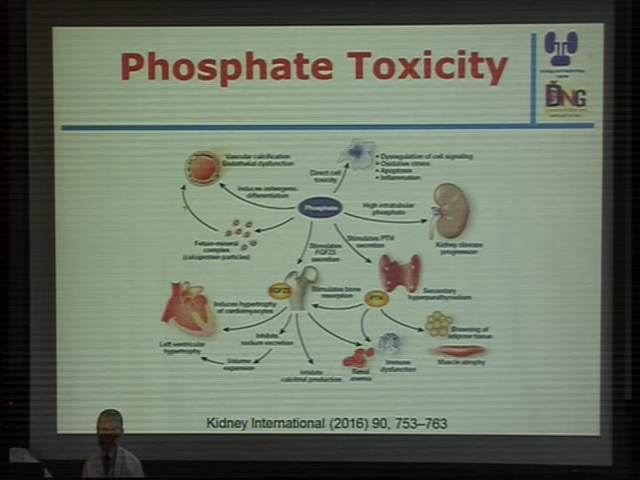 Phosphate Toxicity
DNG
Vascular calcification
Endothelial dysfunction
Direct cell
toxicity
• Dysregulation of cell signaling
• Oxidative stress
• Apoptosis
• Inflammation
Induces osteogenic
differentiation
Phosphate
High intratubular
phosphate
Kidney disease
progression
Fetuin-mineral
complex
(calciprotein particles)
Stimulates
FGF23
secretion
Stimulates PTH
secretion
FGF23
Stimulates bone
resorption
PTH
Secondary
hyperparathyroidism
Induces hypertrophy
of cardiomyocytes
Left ventricular
hypertrophy
Inhibits
sodium excretion
Volume
expansion
Inhibits
calcitriol production
Renal
anemia
Immune
dysfunction
Browning of
adipose tissue
Muscle atrophy
Kidney International (2016) 90, 753–763